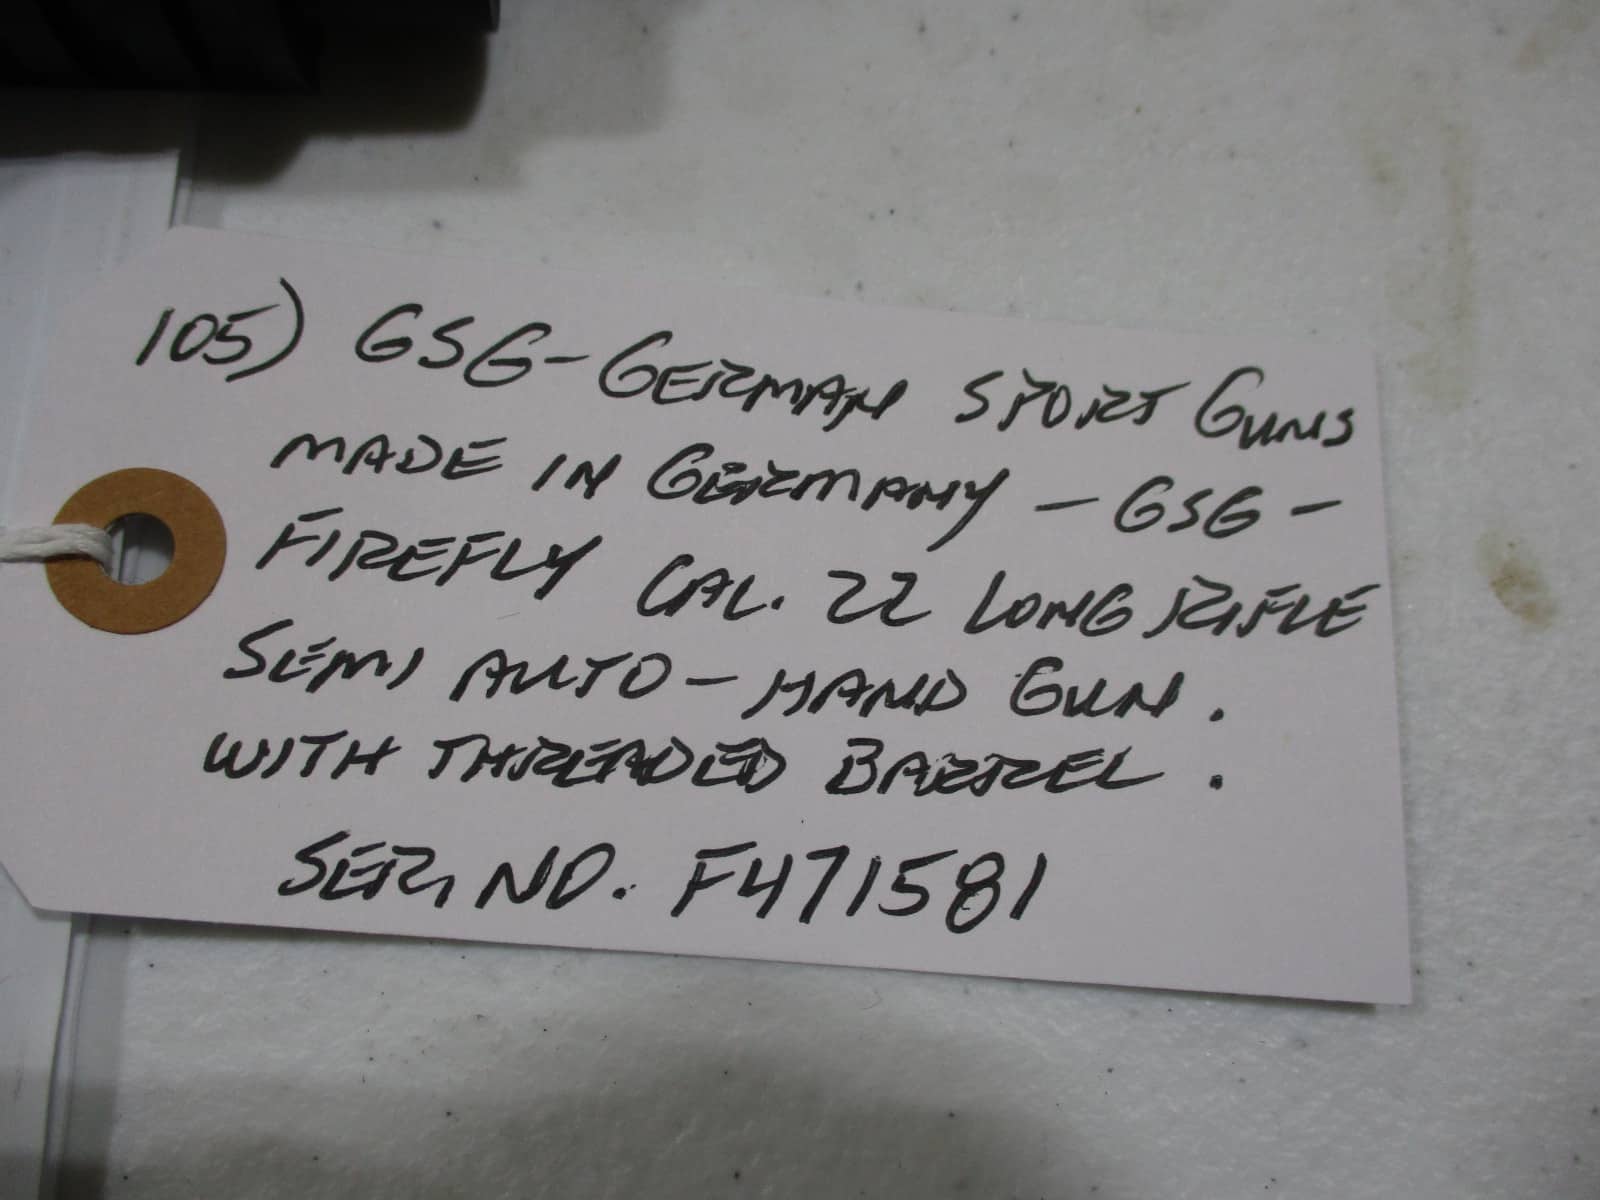 105) GSG-GERMAN SPORT GUNS
MADE IN GERMANY - GSG -
FIREFLY CAL. 22 LONG RIFLE
SEMI AUTO - HAND GUN.
WITH THREADED BARREL.
SER, NO. F471581